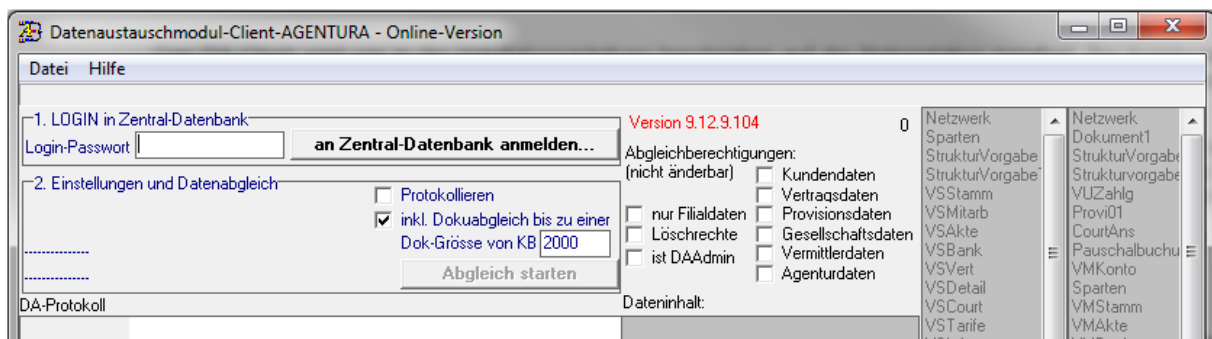 Datenaustauschmodul-Client-AGENTURA - Online-Version
Datei Hilfe
1. LOGIN in Zentral-Datenbank
Login-Passwort
an Zentral-Datenbank anmelden...
2. Einstellungen und Datenabgleich
Protokollieren
inkl. Dokuabgleich bis zu einer
Dok-Grösse von KB 2000
---------------
---------------
Abgleich starten
DA-Protokoll
Version 9.12.9.104
0
Abgleichberechtigungen:
(nicht änderbar)
nur Filialdaten
Löschrechte
ist DAAdmin
Kundendaten
Vertragsdaten
Provisionsdaten
Gesellschaftsdaten
Vermittlerdaten
Agenturdaten
Dateninhalt:
Netzwerk
Sparten
StrukturVorgabe
StrukturVorgabe
VSStamm
VSMitarb
VSAkte
VSBank
VSVert
VSDetail
VSCourt
VSTarife
Netzwerk
Dokument1
StrukturVorgabe
Strukturvorgabe
VUZahlg
Provi01
CourtAns
Pauschalbuchu
VMKonto
Sparten
VMStamm
VMAkte